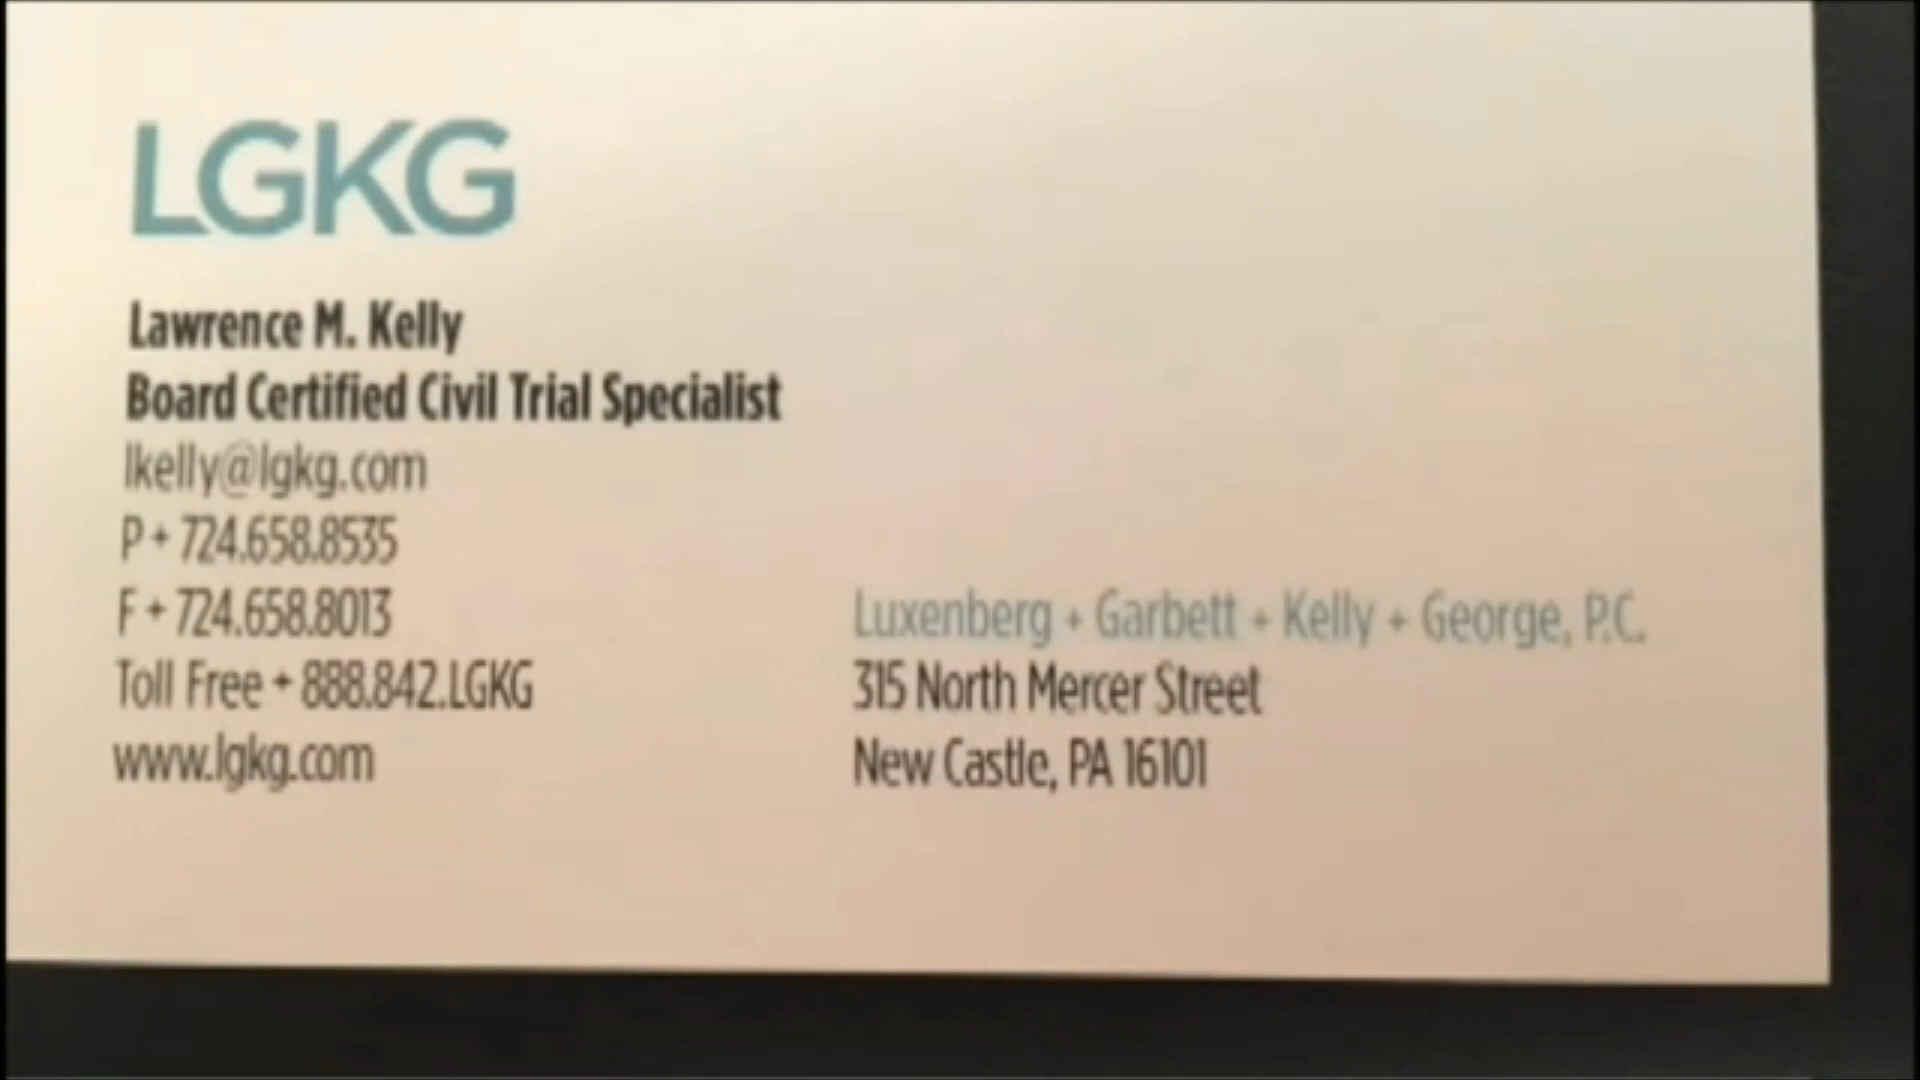 LGKG
Lawrence M. Kelly
Board Certified Civil Trial Specialist
lkelly@lgkg.com
P + 724.658.8535
F + 724.658.8013
Toll Free + 888.842.LGKG
www.lgkg.com
Luxenberg + Garbett + Kelly + George, P.C.
315 North Mercer Street
New Castle, PA 16101